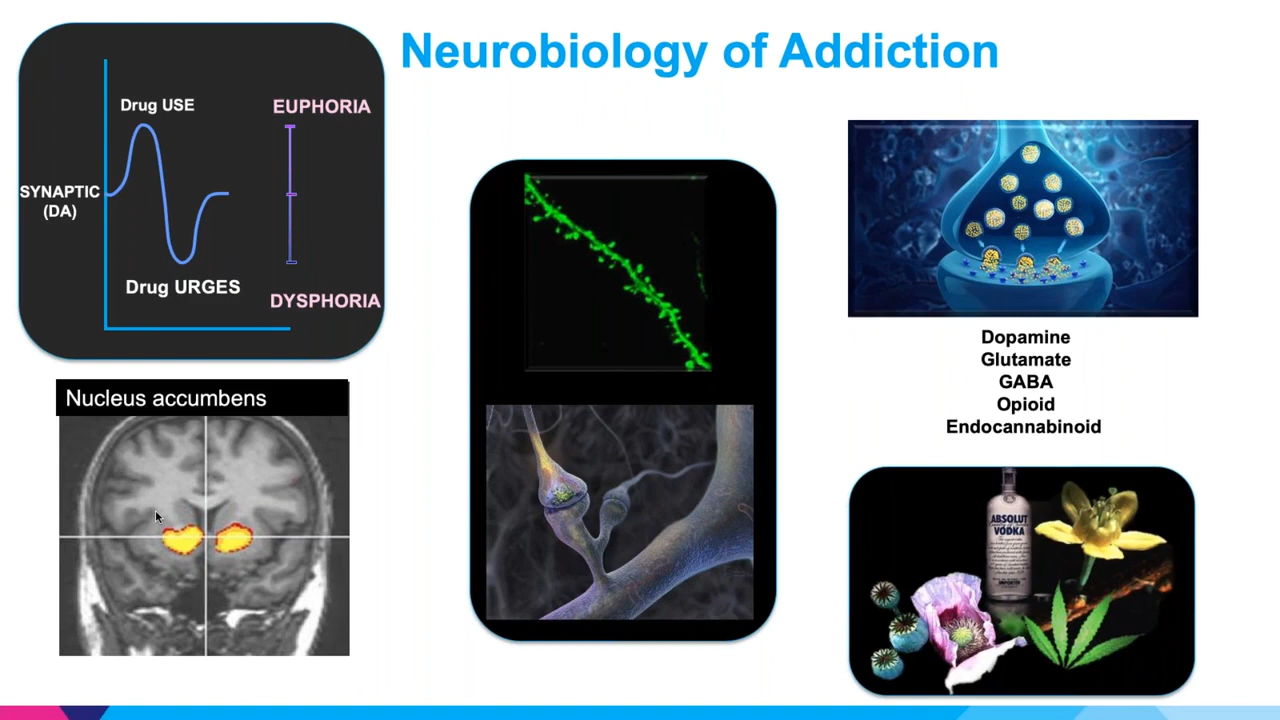 Neurobiology of Addiction
Drug USE
EUPHORIA
SYNAPTIC
(DA)
Drug URGES
DYSPHORIA
Nucleus accumbens
Dopamine
Glutamate
GABA
Opioid
Endocannabinoid
ABSOLUT
VODKA